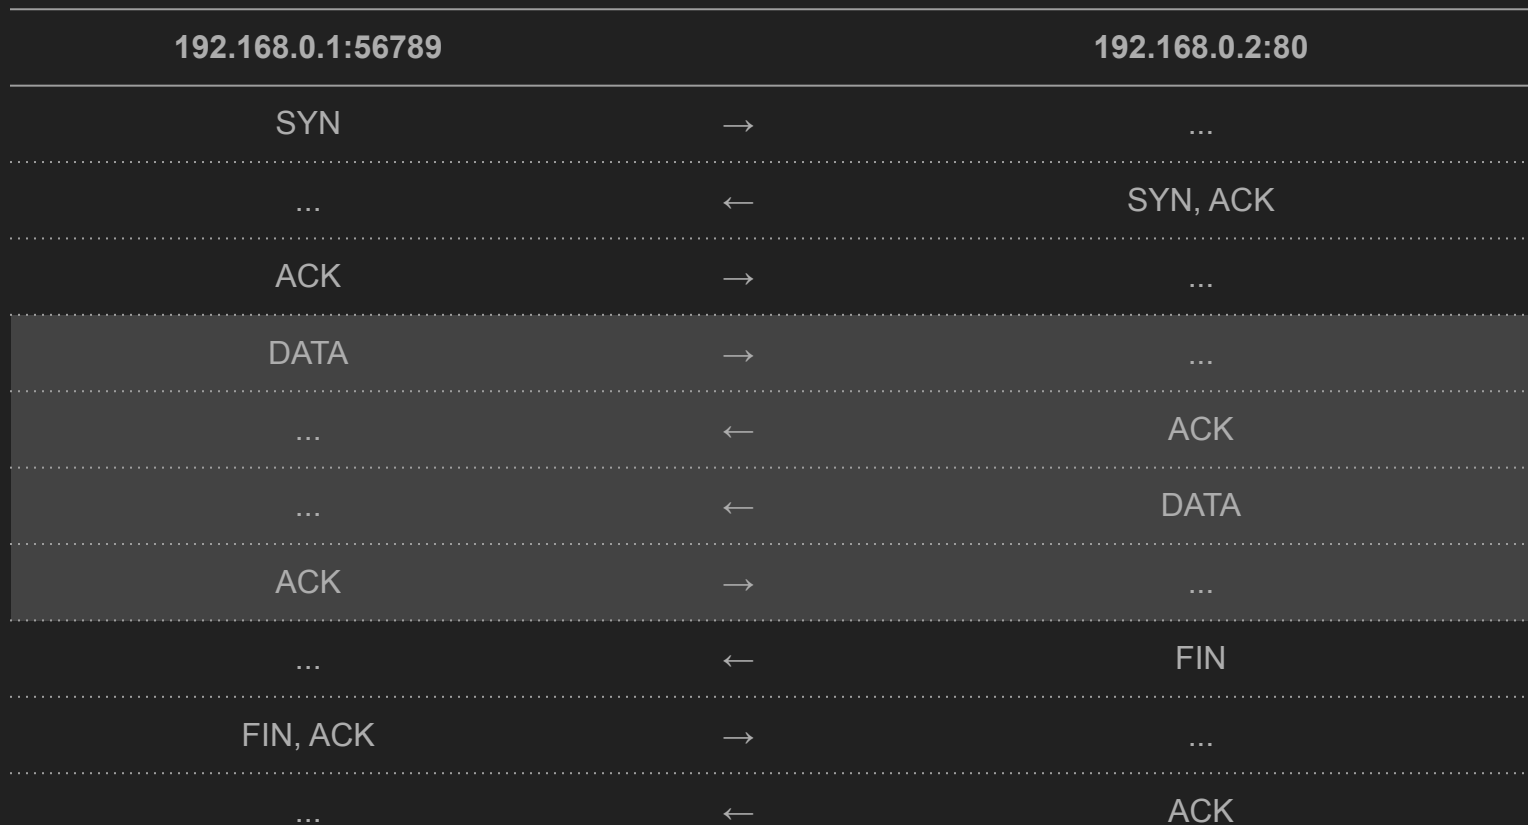 192.168.0.1:56789 192.168.0.2:80
SYN → ...
... ← SYN, ACK
ACK → ...
DATA → ...
... ← ACK
... ← DATA
ACK → ...
... ← FIN
FIN, ACK → ...
... ← ACK